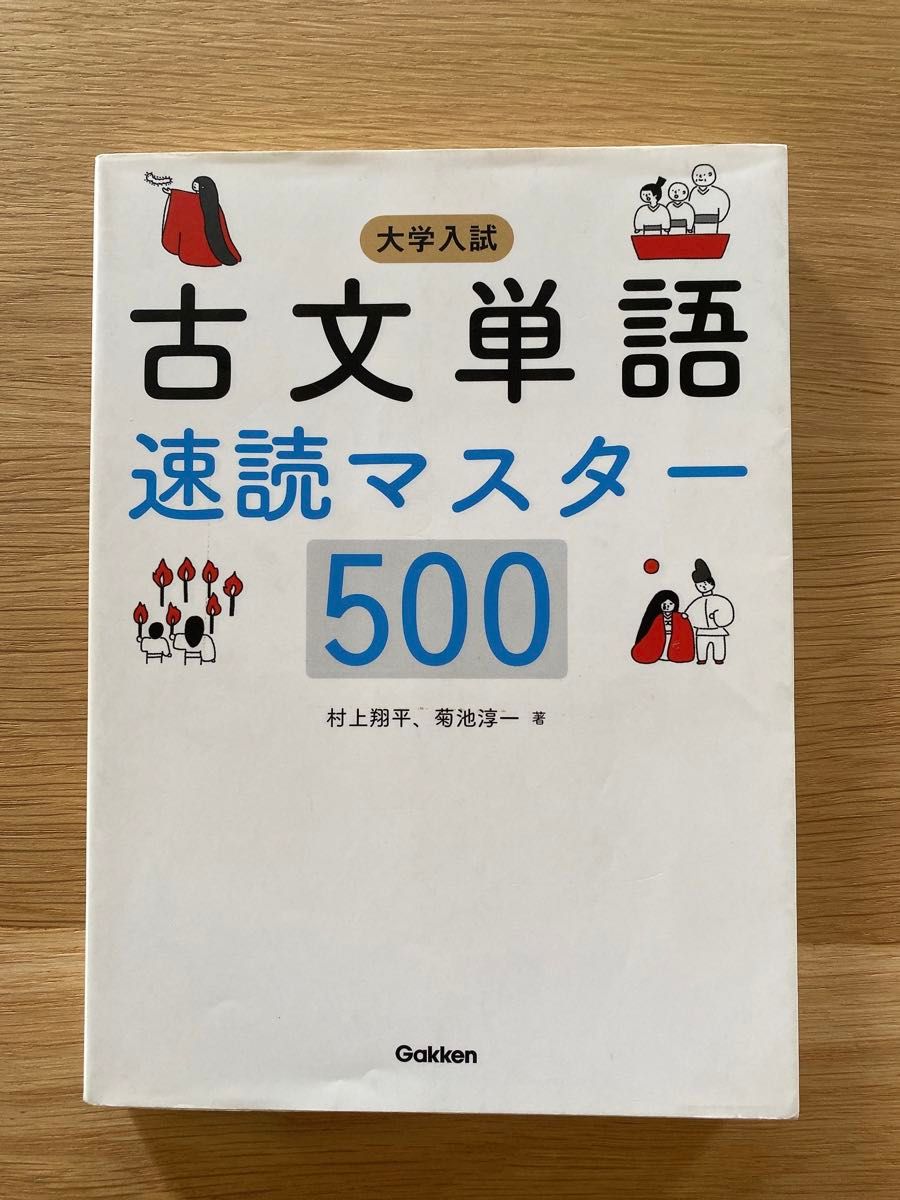 大学入試
古文単語
速読マスター
500
村上翔平、菊池淳一 著
Gakken